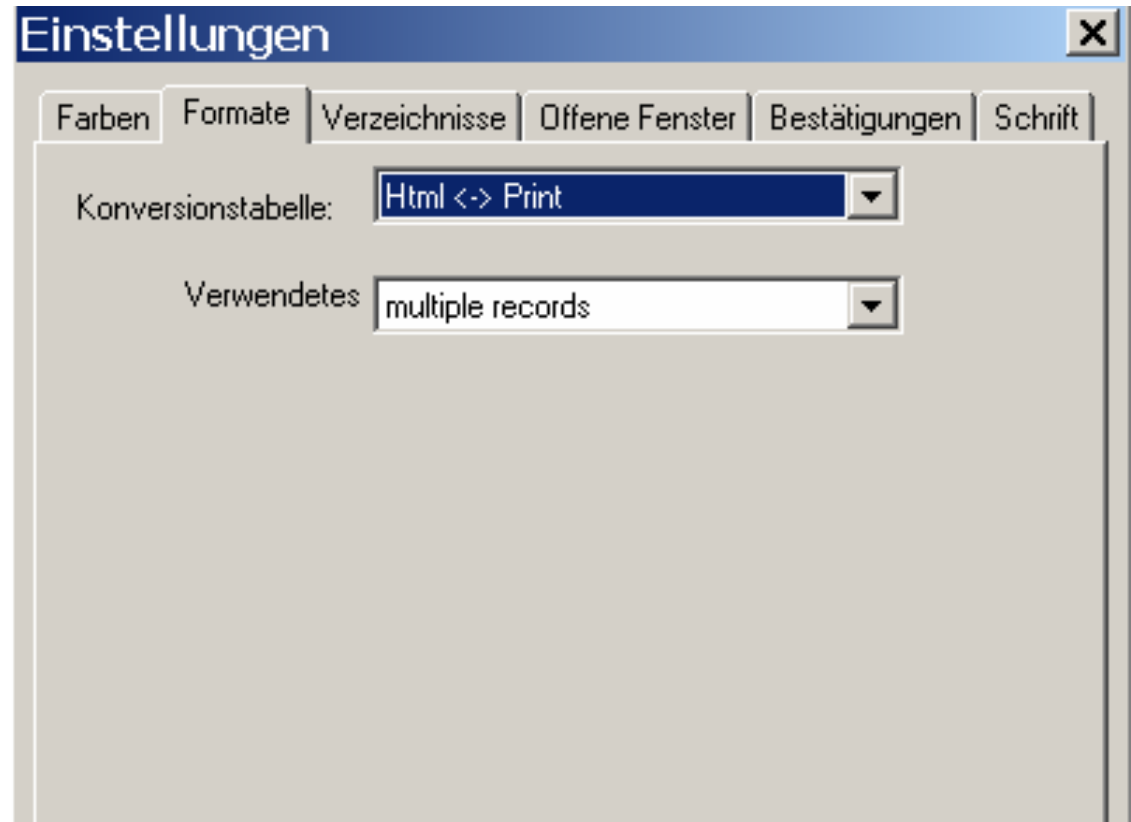 Einstellungen
Farben Formate Verzeichnisse Offene Fenster Bestätigungen Schrift
Konversionstabelle: Html <-> Print
Verwendetes multiple records